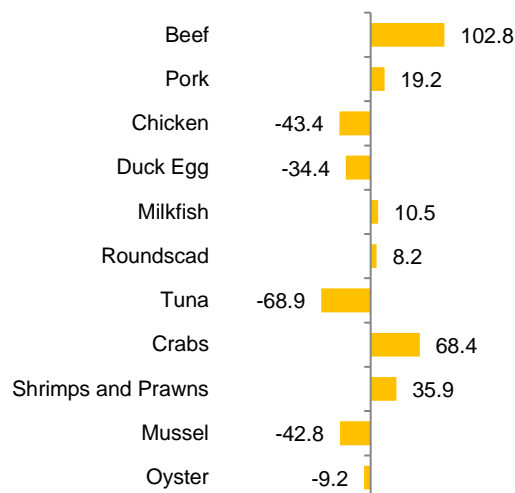 Beef 102.8
Pork 19.2
Chicken -43.4
Duck Egg -34.4
Milkfish 10.5
Roundscad 8.2
Tuna -68.9
Crabs 68.4
Shrimps and Prawns 35.9
Mussel -42.8
Oyster -9.2